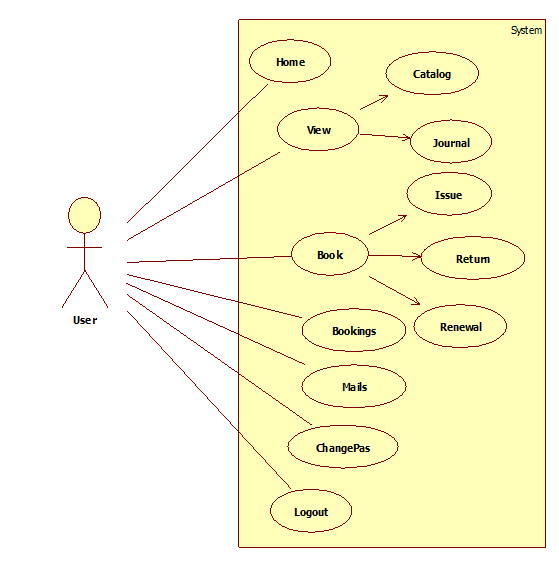 System
Home
Catalog
View
Journal
Issue
Book
Return
User
Bookings
Renewal
Mails
ChangePas
Logout